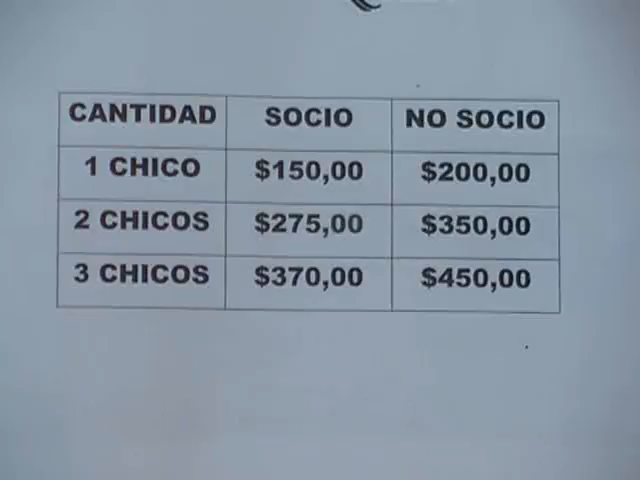 CANTIDAD SOCIO NO SOCIO
1 CHICO $150,00 $200,00
2 CHICOS $275,00 $350,00
3 CHICOS $370,00 $450,00